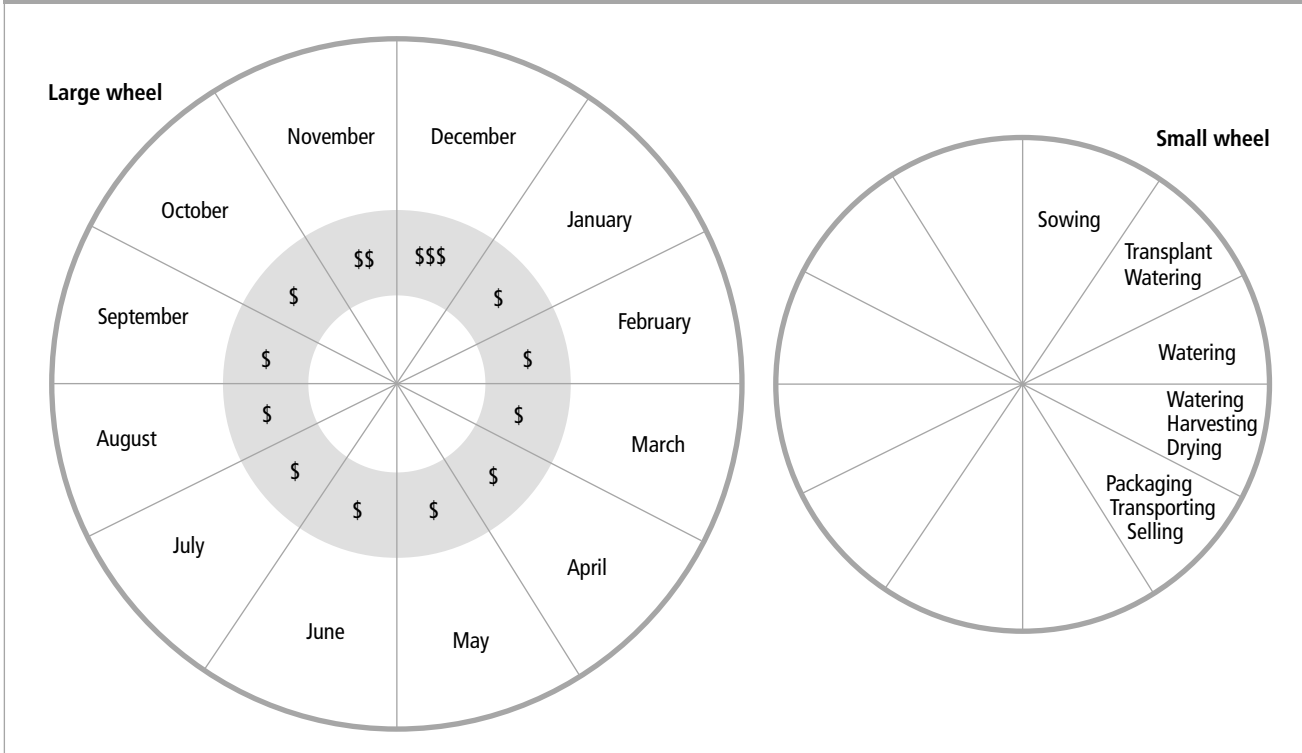 Large wheel
November
December
October
January
September
February
August
March
July
April
June
May
$$
$$$
$
$
$
$
$
$
$
$
$
$
Small wheel
Sowing
Transplant
Watering
Watering
Watering
Harvesting
Drying
Packaging
Transporting
Selling